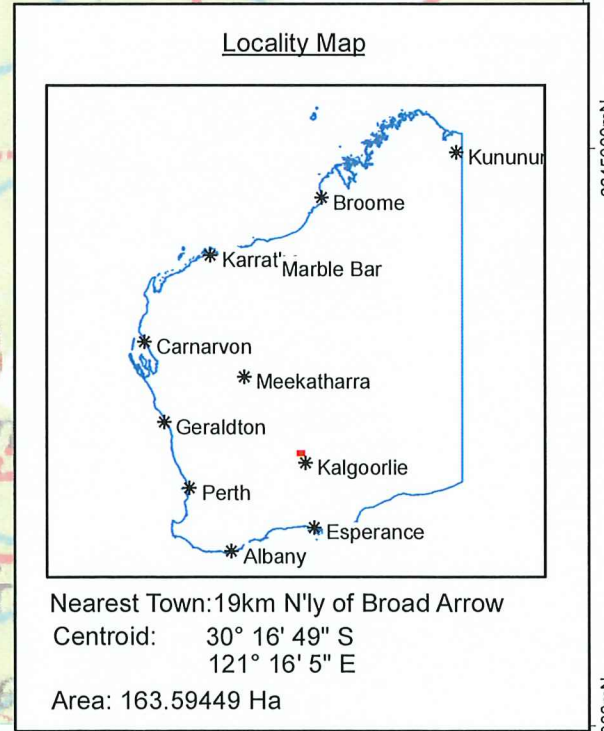 Locality Map
Kununur
Broome
Karrat'
Marble Bar
Carnarvon
Meekatharra
Geraldton
Kalgoorlie
Perth
Esperance
Albany
Nearest Town:19km N'ly of Broad Arrow
Centroid: 30° 16' 49" S
121° 16' 5" E
Area: 163.59449 Ha